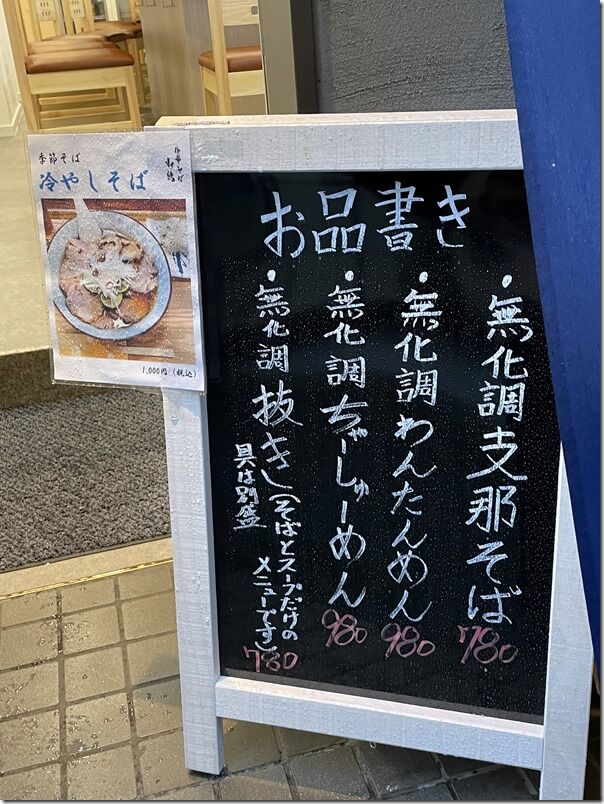 季節そば
冷やしそば
1,000円（税込）
お品書き
・無化調支那そば
780
・無化調わんたんめん
980
・無化調ちゃーしゅーめん
980
・無化調抜きし（そばとスープだけの
メニューです）
具は別盛
780